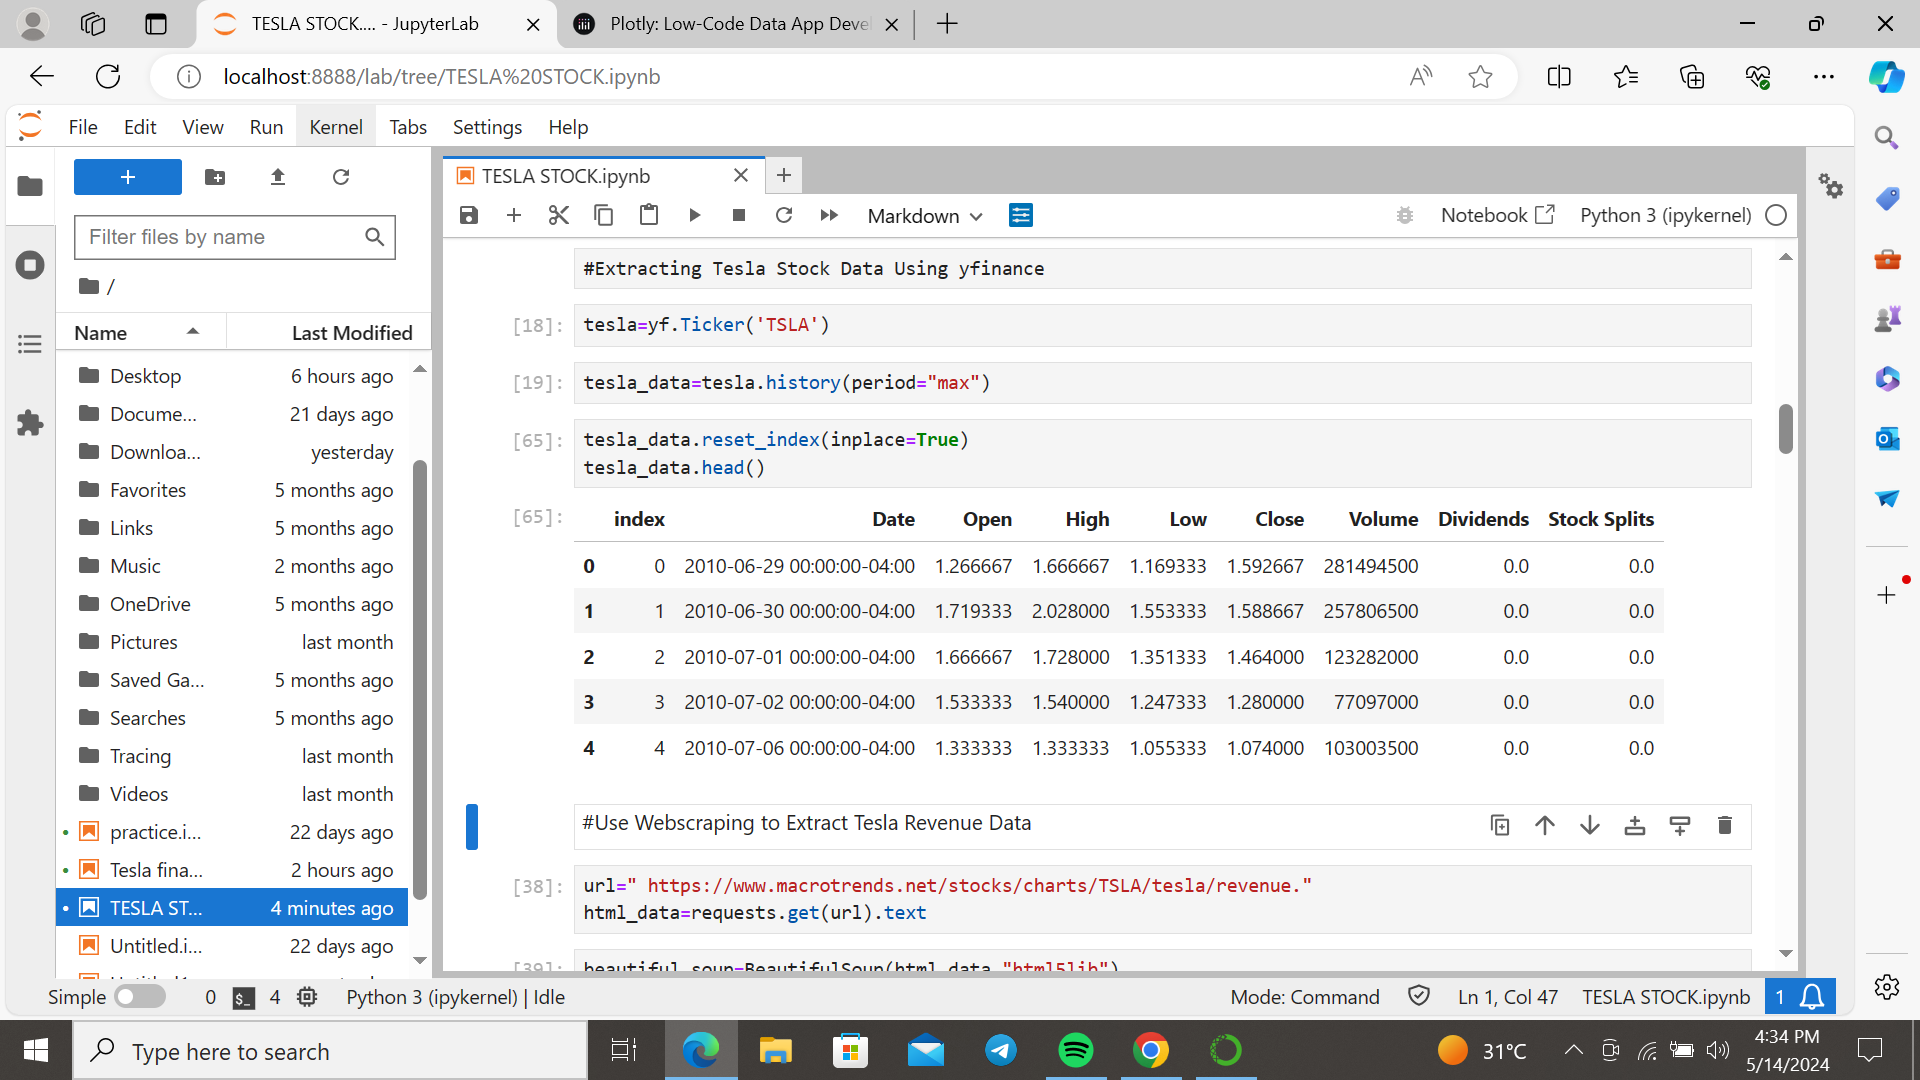 TESLA STOCK.... - JupyterLab
Plotly: Low-Code Data App Deve
localhost:8888/lab/tree/TESLA%20STOCK.ipynb
File Edit View Run Kernel Tabs Settings Help
TESLA STOCK.ipynb
Filter files by name
Markdown
Notebook
Python 3 (ipykernel)
/
Name Last Modified
Desktop 6 hours ago
Docume... 21 days ago
Downloa... yesterday
Favorites 5 months ago
Links 5 months ago
Music 2 months ago
OneDrive 5 months ago
Pictures last month
Saved Ga... 5 months ago
Searches 5 months ago
Tracing last month
Videos last month
practice.i... 22 days ago
Tesla fina... 2 hours ago
TESLA ST... 4 minutes ago
Untitled.i... 22 days ago
#Extracting Tesla Stock Data Using yfinance
[18]: tesla=yf.Ticker('TSLA')
[19]: tesla_data=tesla.history(period="max")
[65]: tesla_data.reset_index(inplace=True)
tesla_data.head()
[65]: index Date Open High Low Close Volume Dividends Stock Splits
0 0 2010-06-29 00:00:00-04:00 1.266667 1.666667 1.169333 1.592667 281494500 0.0 0.0
1 1 2010-06-30 00:00:00-04:00 1.719333 2.028000 1.553333 1.588667 257806500 0.0 0.0
2 2 2010-07-01 00:00:00-04:00 1.666667 1.728000 1.351333 1.464000 123282000 0.0 0.0
3 3 2010-07-02 00:00:00-04:00 1.533333 1.540000 1.247333 1.280000 77097000 0.0 0.0
4 4 2010-07-06 00:00:00-04:00 1.333333 1.333333 1.055333 1.074000 103003500 0.0 0.0
#Use Webscraping to Extract Tesla Revenue Data
[38]: url=" https://www.macrotrends.net/stocks/charts/TSLA/tesla/revenue."
html_data=requests.get(url).text
[39]: beautiful_soup=BeautifulSoup(html_data,"html5lib")
Simple 0 $_ 4 Python 3 (ipykernel) | Idle
Mode: Command Ln 1, Col 47 TESLA STOCK.ipynb 1
Type here to search
31°C
4:34 PM
5/14/2024